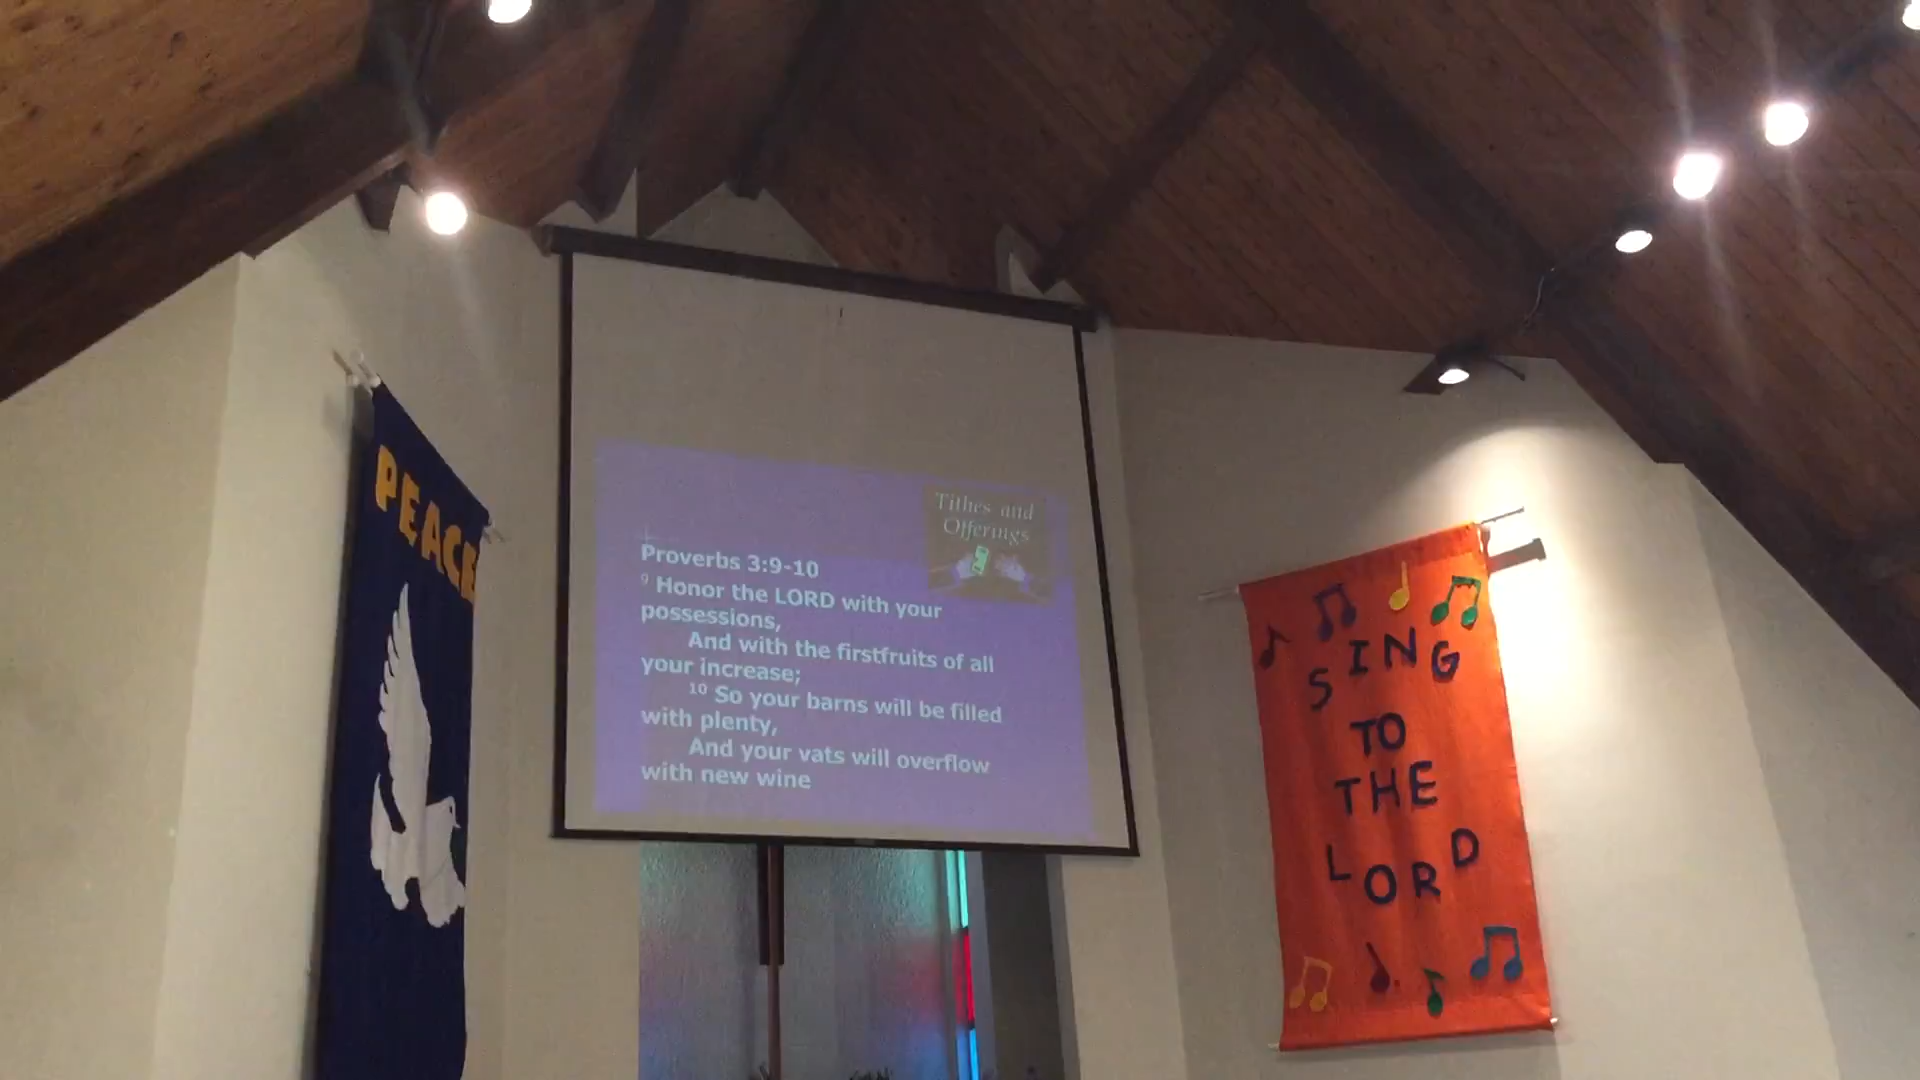 PEACE
Tithes and
Offerings
Proverbs 3:9-10
9 Honor the LORD with your
possessions,
And with the firstfruits of all
your increase;
10 So your barns will be filled
with plenty,
And your vats will overflow
with new wine
SING
TO
THE
LORD